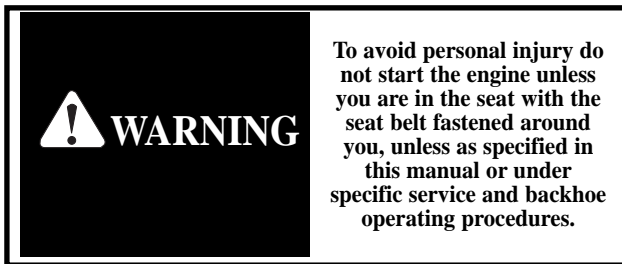 WARNING
To avoid personal injury do
not start the engine unless
you are in the seat with the
seat belt fastened around
you, unless as specified in
this manual or under
specific service and backhoe
operating procedures.